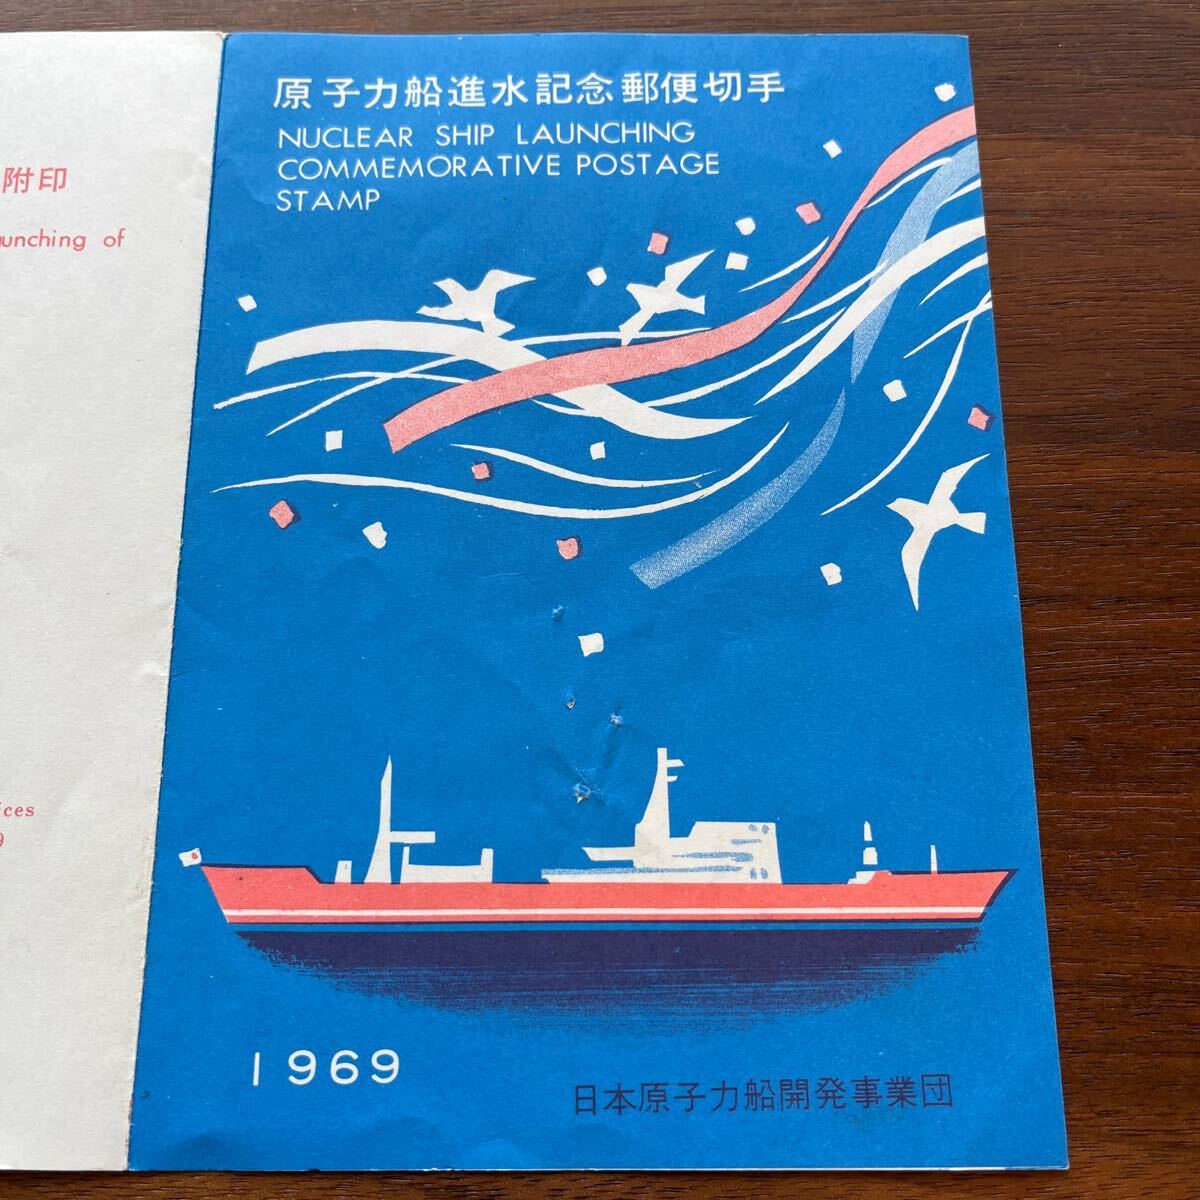 附印
unching of
ices
9
原子力船進水記念郵便切手
NUCLEAR SHIP LAUNCHING
COMMEMORATIVE POSTAGE
STAMP
1969
日本原子力船開発事業団